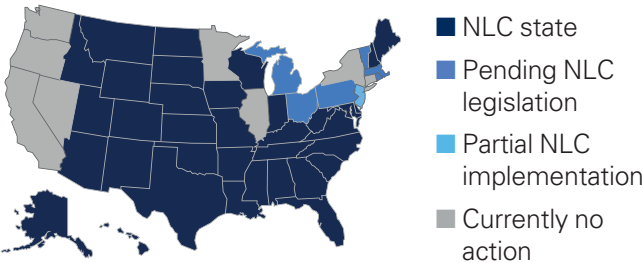 NLC state
Pending NLC
legislation
Partial NLC
implementation
Currently no
action